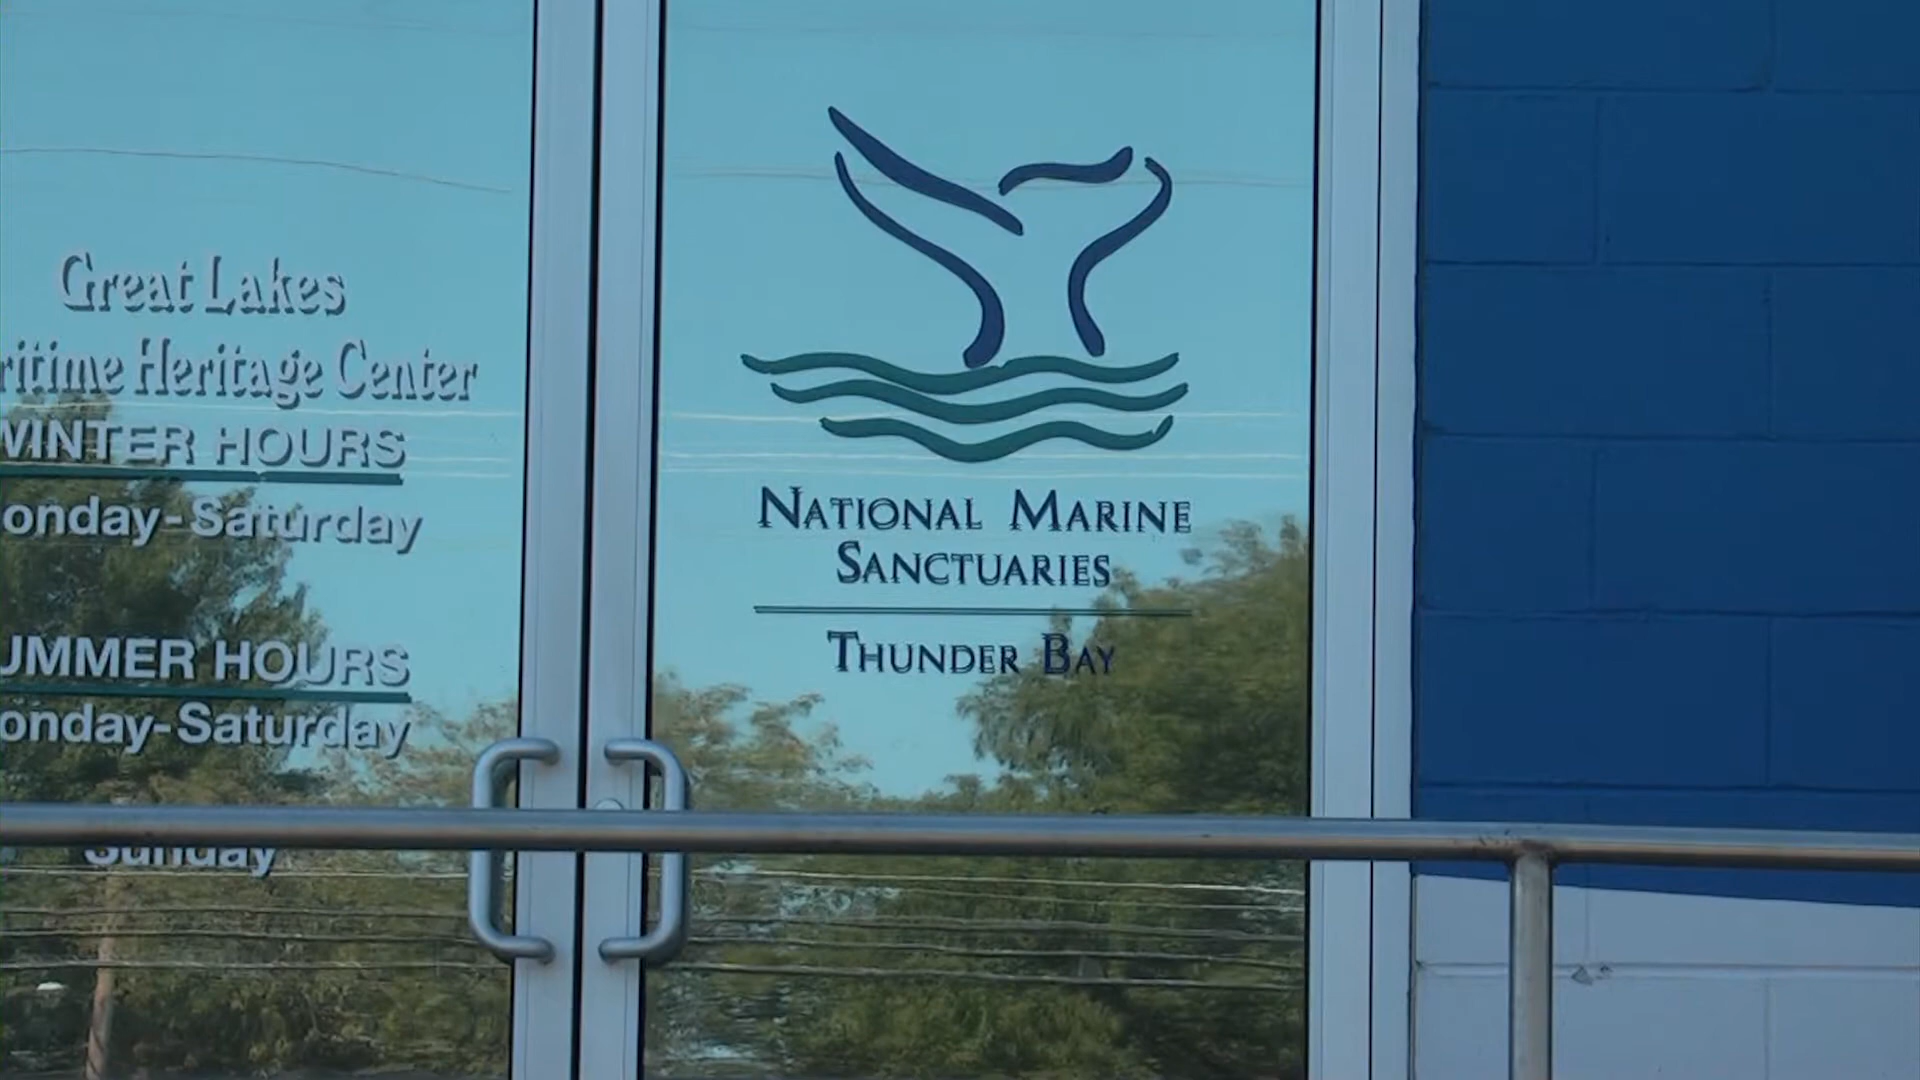 Great Lakes
ritime Heritage Center
WINTER HOURS
onday-Saturday
UMMER HOURS
onday-Saturday
Sunday
National Marine
Sanctuaries
Thunder Bay